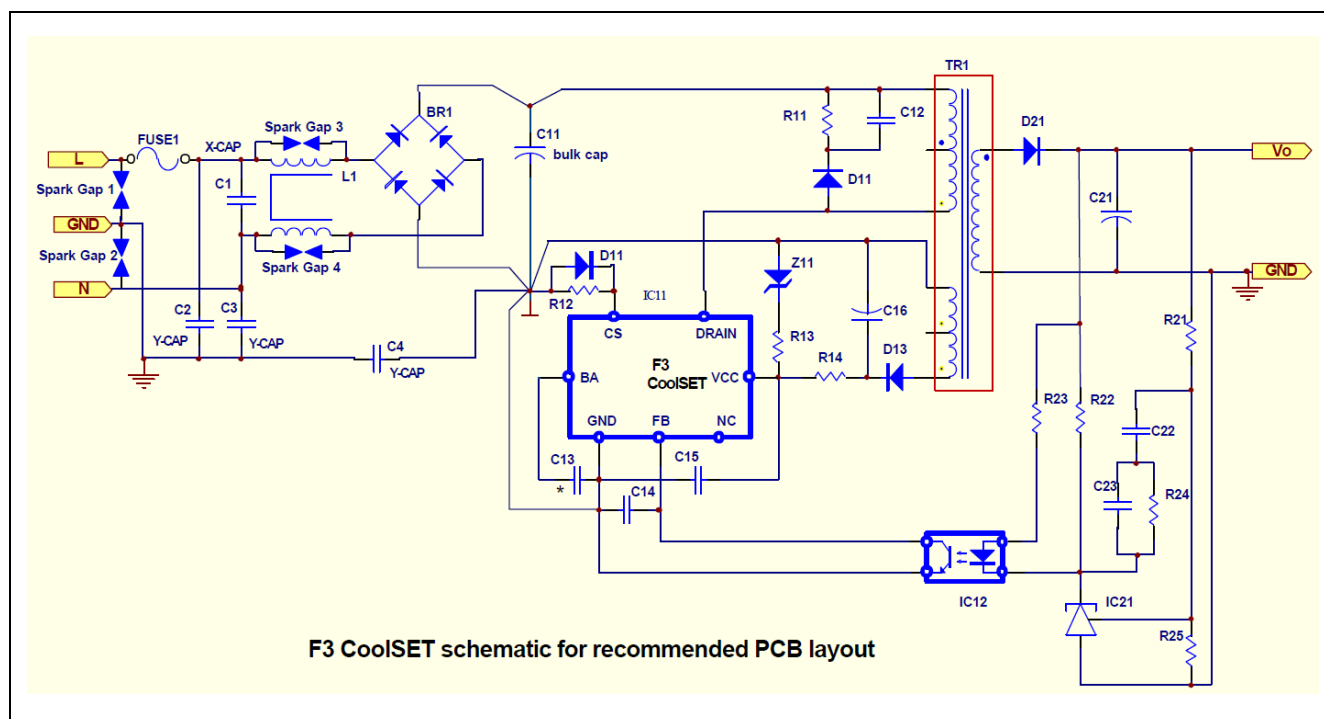 TR1
BR1
R11
C12
D21
FUSE1
X-CAP
Spark Gap 3
C11
bulk cap
L
Vo
Spark Gap 1
C1
L1
D11
C21
GND
Spark Gap 2
Spark Gap 4
D11
Z11
GND
N
R12
IC11
C16
C2
C3
CS
DRAIN
R13
R21
Y-CAP
Y-CAP
C4
Y-CAP
F3
CoolSET
R14
D13
BA
VCC
R23
R22
GND
FB
NC
C22
C13
*
C15
C14
C23
R24
IC12
IC21
R25
F3 CoolSET schematic for recommended PCB layout